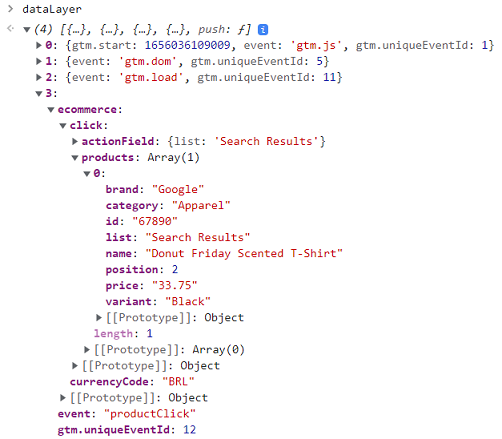 dataLayer
(4) [{…}, {…}, {…}, {…}, push: ƒ] i
0: {gtm.start: 1656036109009, event: 'gtm.js', gtm.uniqueEventId: 1}
1: {event: 'gtm.dom', gtm.uniqueEventId: 5}
2: {event: 'gtm.load', gtm.uniqueEventId: 11}
3:
ecommerce:
click:
actionField: {list: 'Search Results'}
products: Array(1)
0:
brand: "Google"
category: "Apparel"
id: "67890"
list: "Search Results"
name: "Donut Friday Scented T-Shirt"
position: 2
price: "33.75"
variant: "Black"
[[Prototype]]: Object
length: 1
[[Prototype]]: Array(0)
[[Prototype]]: Object
currencyCode: "BRL"
[[Prototype]]: Object
event: "productClick"
gtm.uniqueEventId: 12